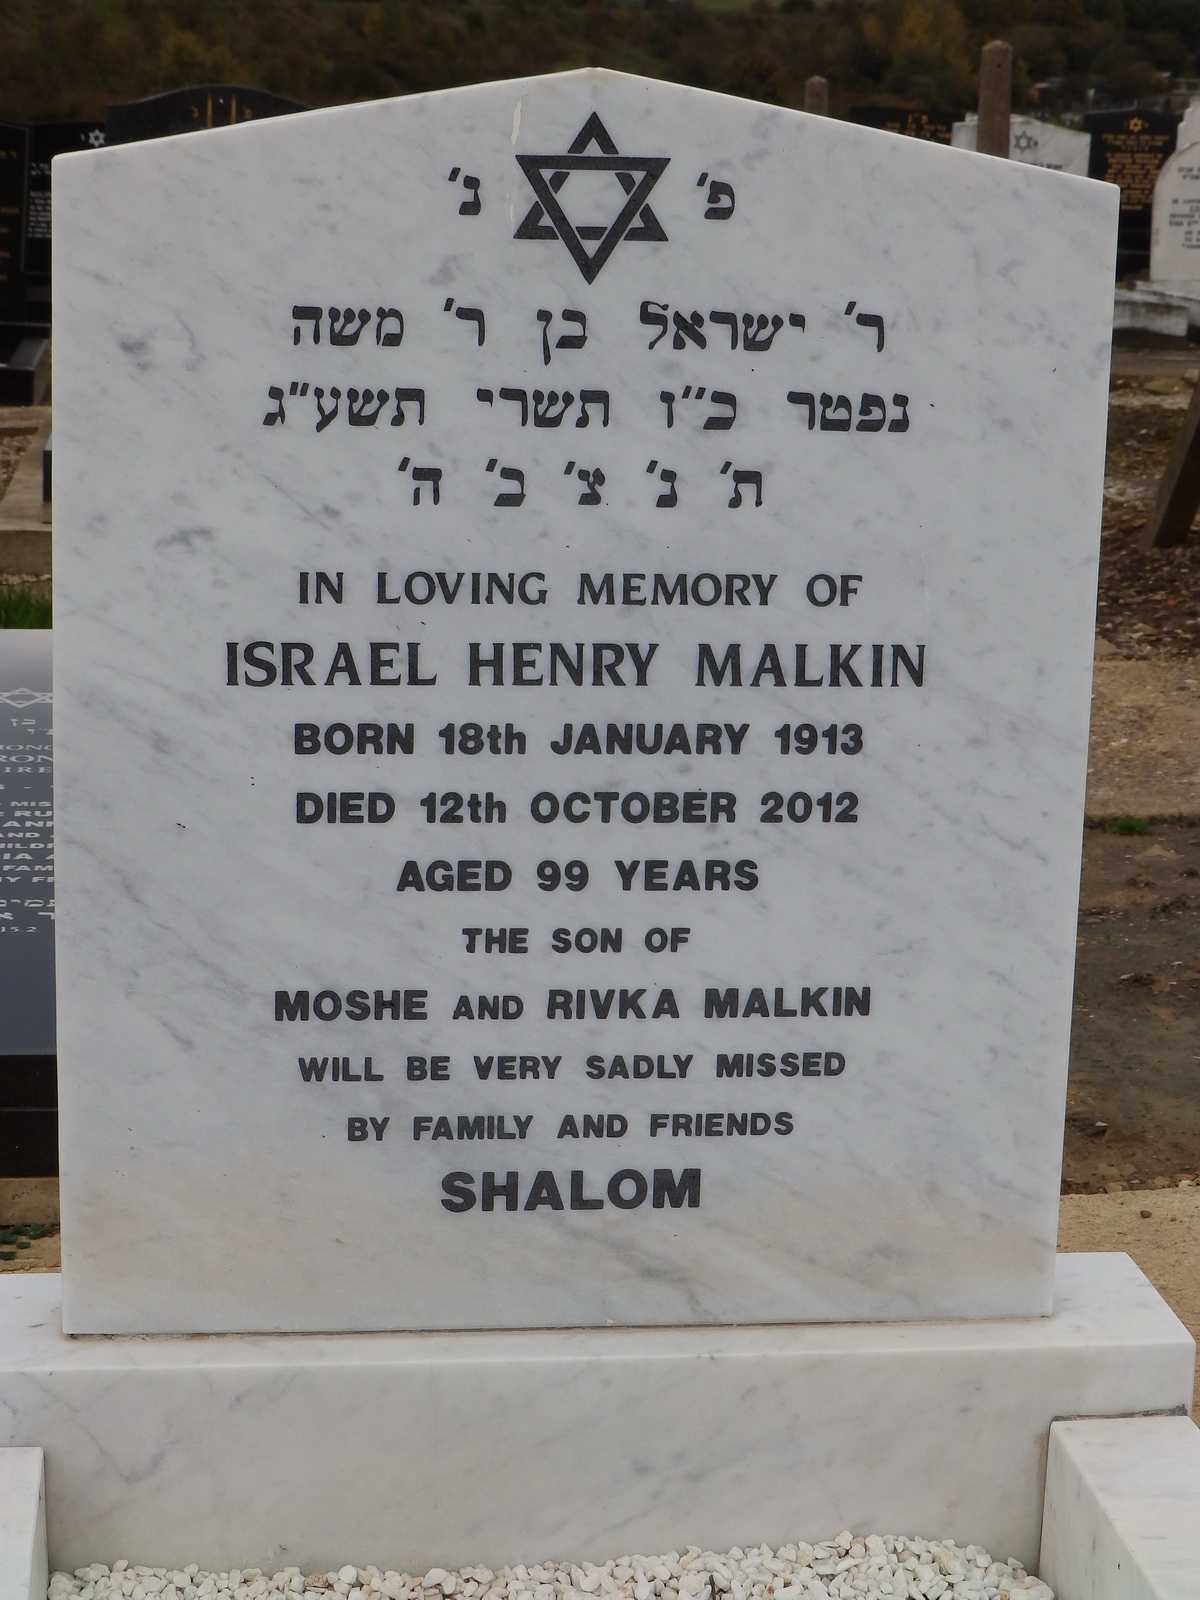 פ' נ'
ר' ישראל בן ר' משה
נפטר כ"ו תשרי תשע"ג
ת' נ' צ' ב' ה'
IN LOVING MEMORY OF
ISRAEL HENRY MALKIN
BORN 18th JANUARY 1913
DIED 12th OCTOBER 2012
AGED 99 YEARS
THE SON OF
MOSHE AND RIVKA MALKIN
WILL BE VERY SADLY MISSED
BY FAMILY AND FRIENDS
SHALOM